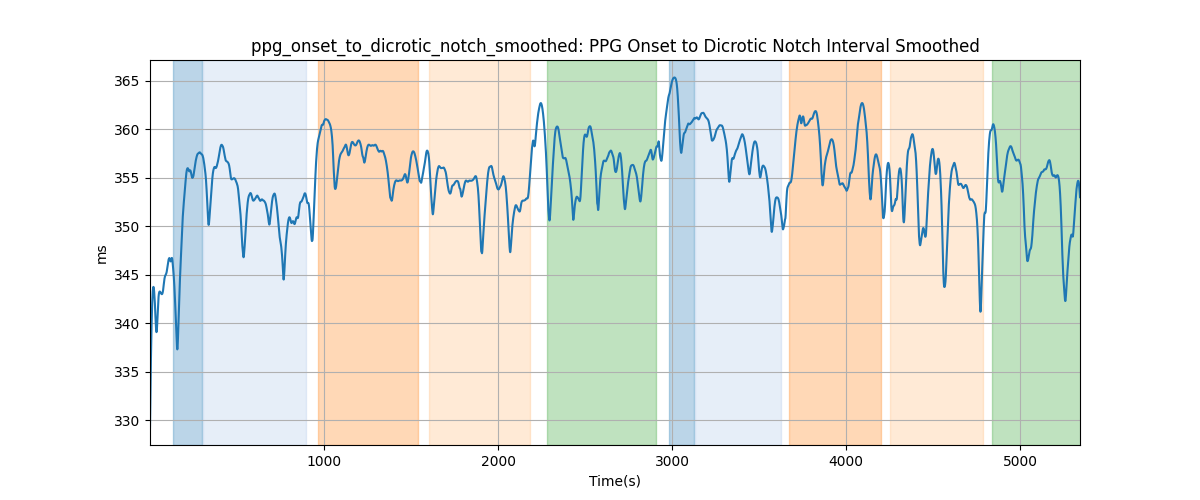 ppg_onset_to_dicrotic_notch_smoothed: PPG Onset to Dicrotic Notch Interval Smoothed
365
360
355
350
345
340
335
330
ms
1000 2000 3000 4000 5000
Time(s)